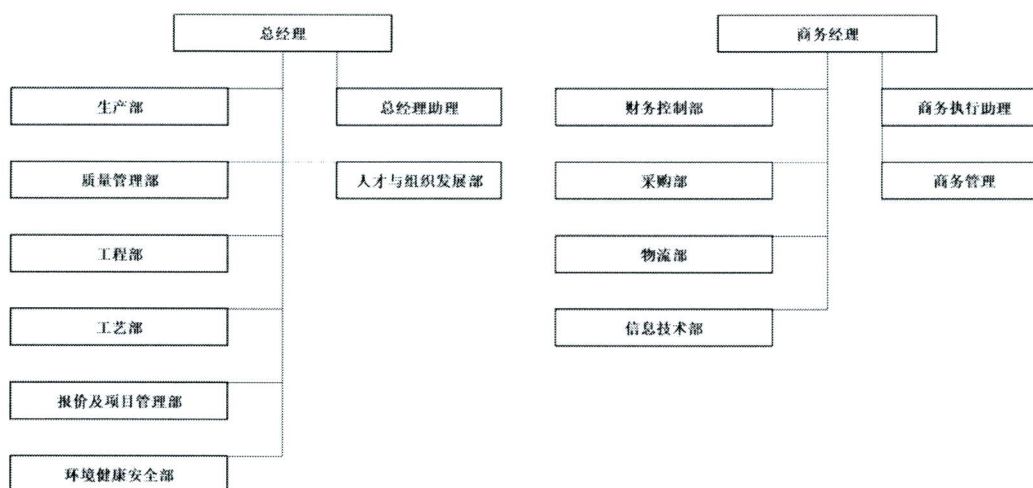 总经理
商务经理
生产部
总经理助理
财务控制部
商务执行助理
质量管理部
人才与组织发展部
采购部
商务管理
工程部
物流部
工艺部
信息技术部
报价及项目管理部
环境健康安全部